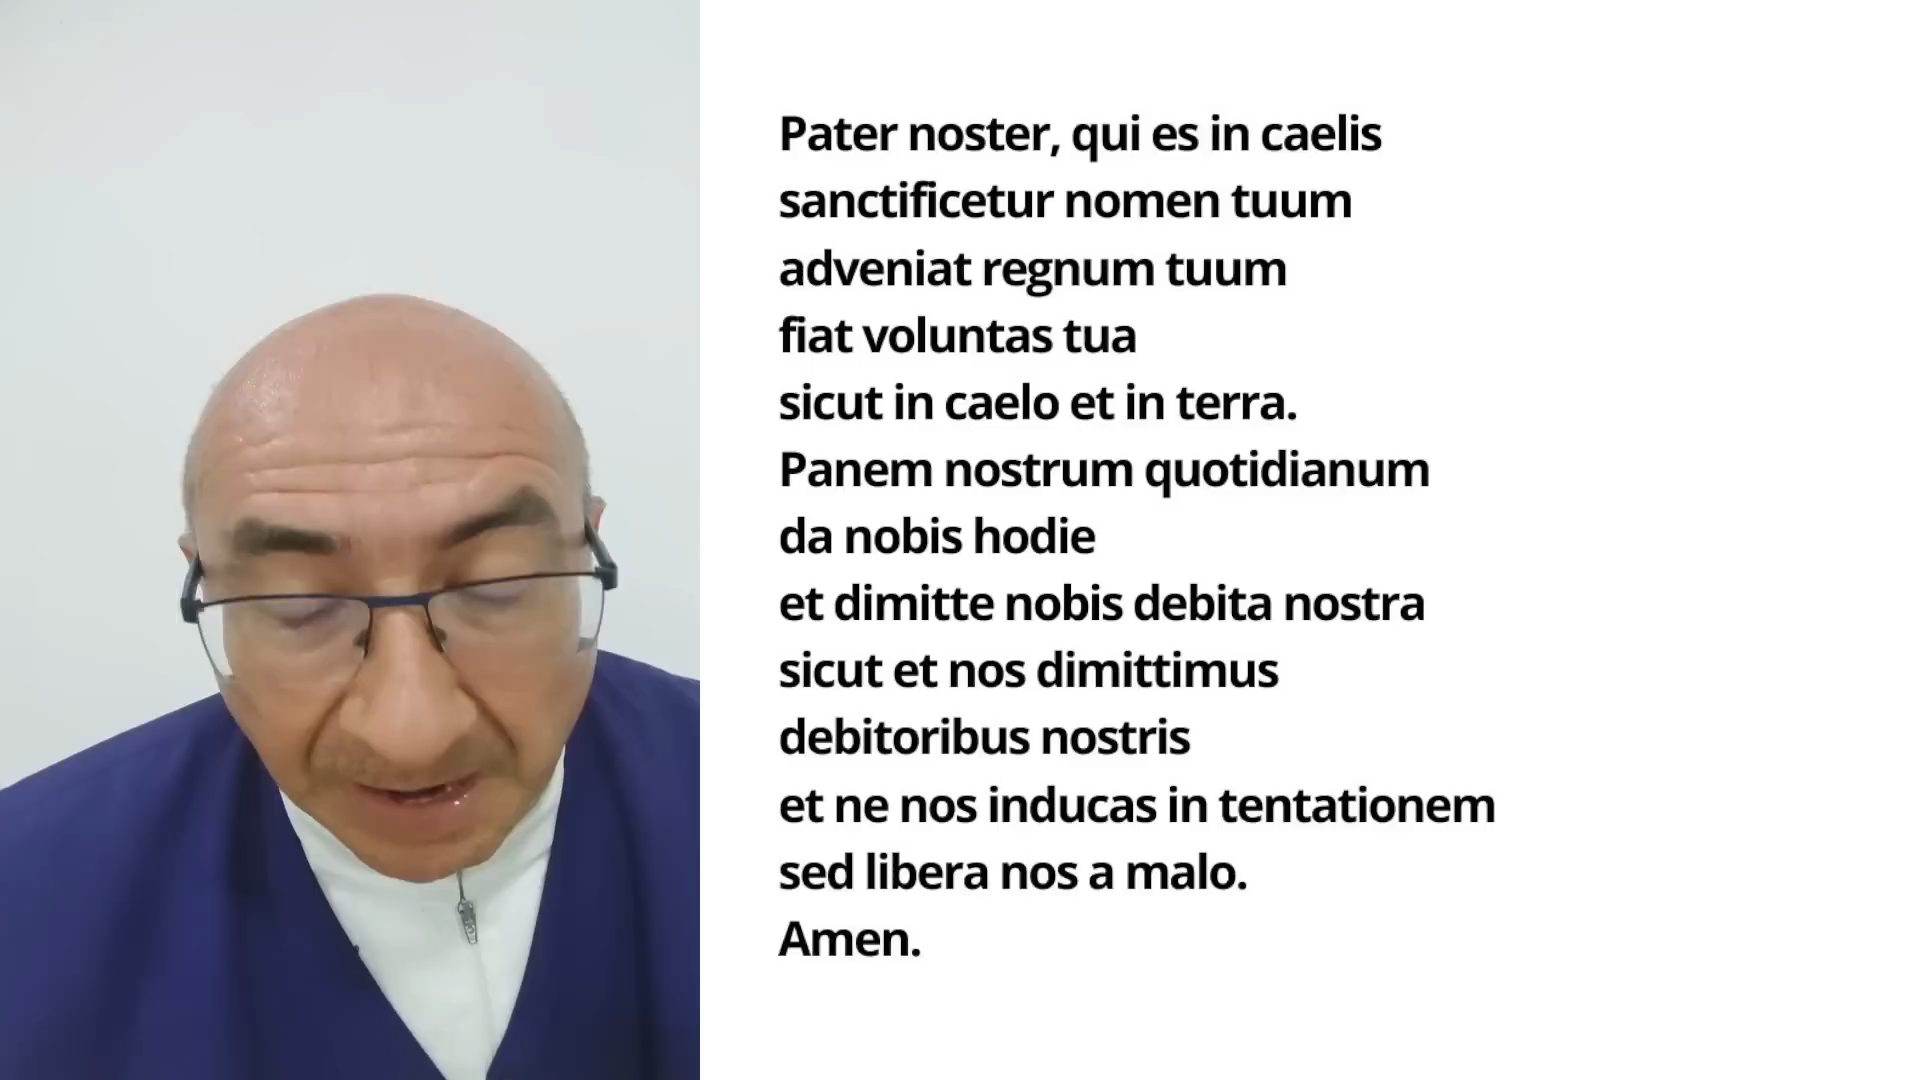 Pater noster, qui es in caelis
sanctificetur nomen tuum
adveniat regnum tuum
fiat voluntas tua
sicut in caelo et in terra.
Panem nostrum quotidianum
da nobis hodie
et dimitte nobis debita nostra
sicut et nos dimittimus
debitoribus nostris
et ne nos inducas in tentationem
sed libera nos a malo.
Amen.